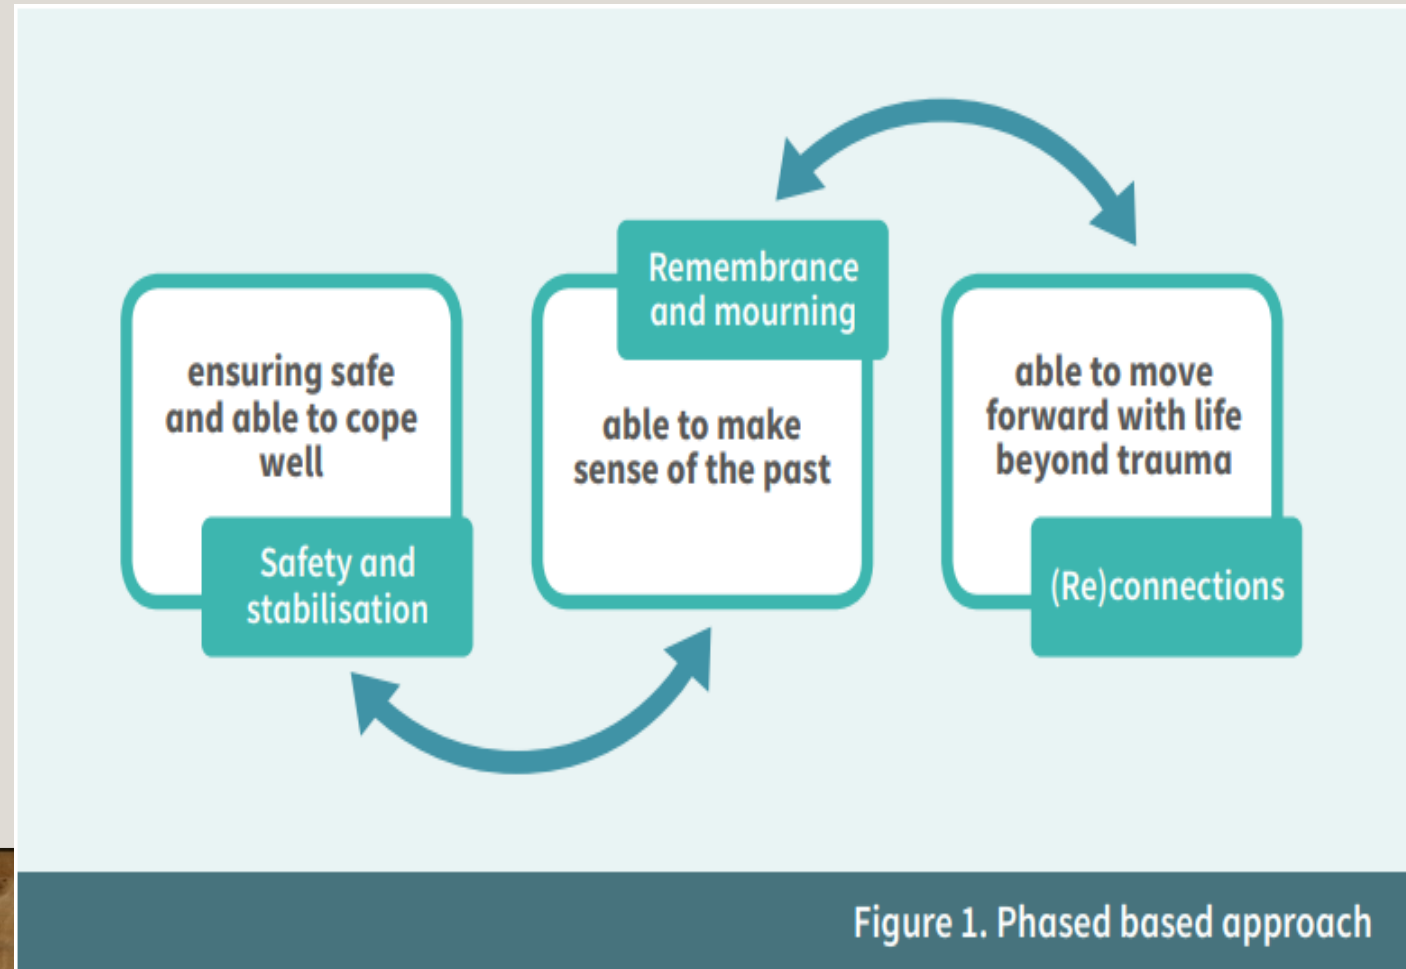 ensuring safe
and able to cope
well
Safety and
stabilisation
Remembrance
and mourning
able to make
sense of the past
able to move
forward with life
beyond trauma
(Re)connections
Figure 1. Phased based approach